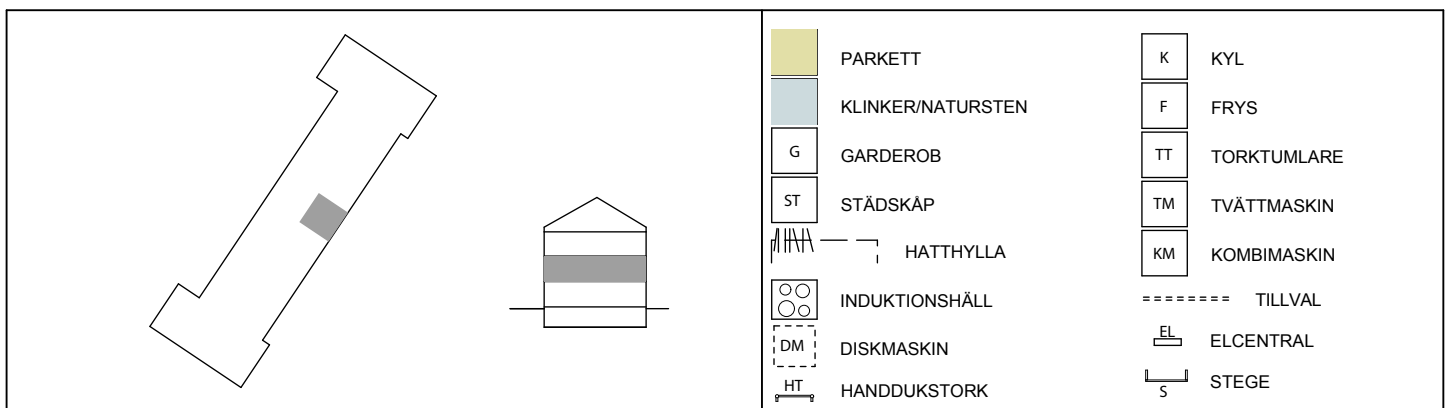 PARKETT
KLINKER/NATURSTEN
G GARDEROB
ST STÄDSKÅP
HATTHYLLA
INDUKTIONSHÄLL
DM DISKMASKIN
HT HANDDUKSTORK
K KYL
F FRYS
TT TORKTUMLARE
TM TVÄTTMASKIN
KM KOMBIMASKIN
TILLVAL
EL ELCENTRAL
S STEGE